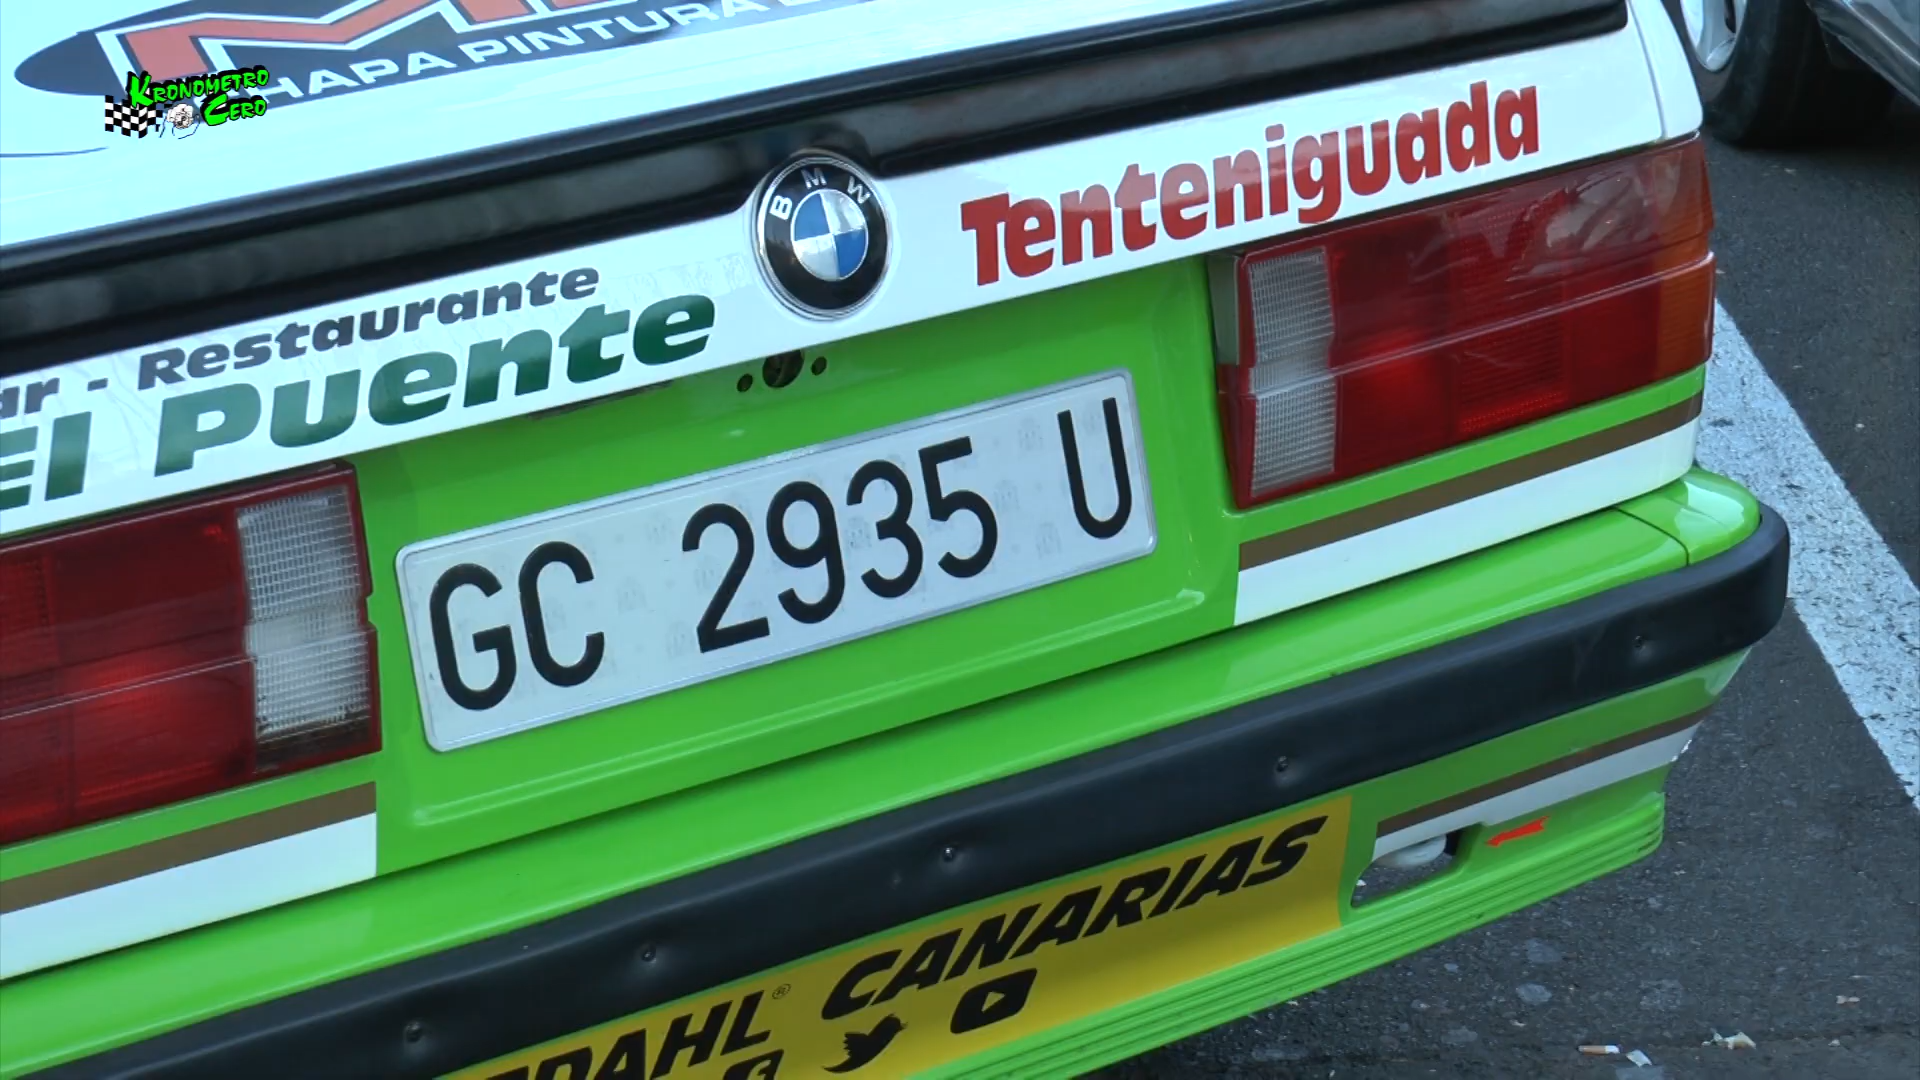 CHAPA PINTURA
KRONOMETRO
CERO
BMW
Tenteniguada
Restaurante
El Puente
GC 2935 U
CANARIAS